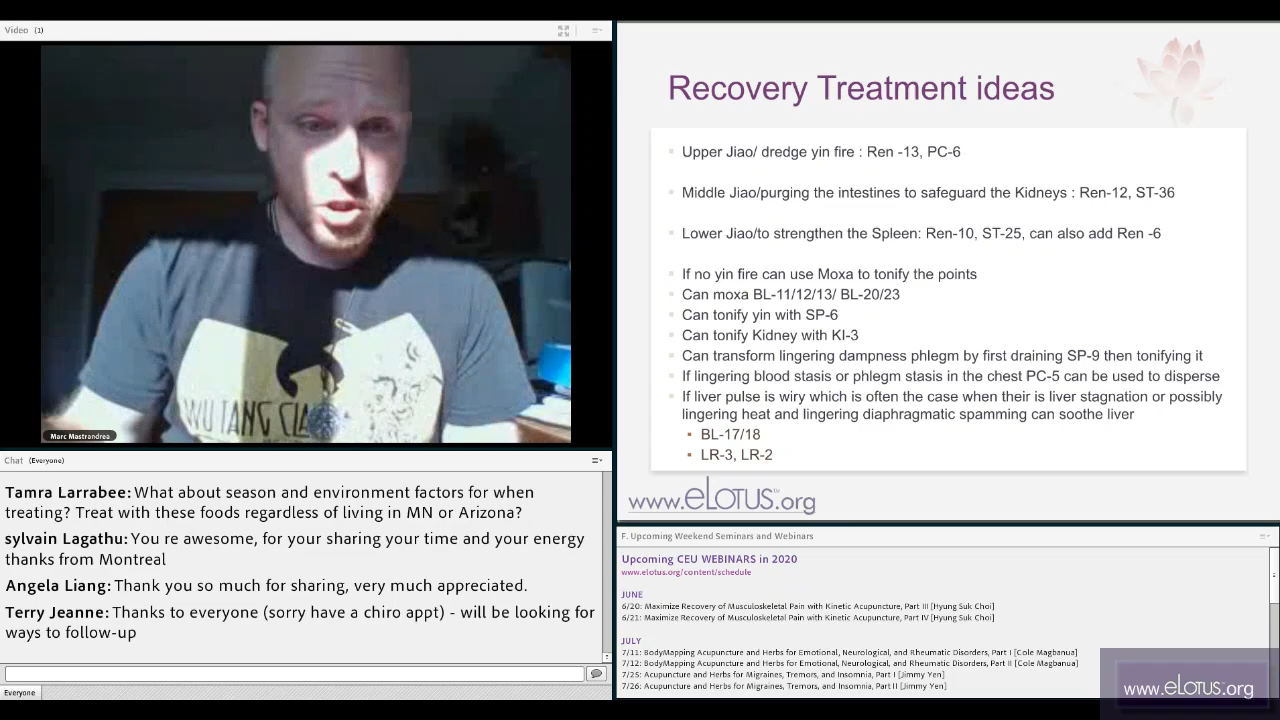 Video (1)
WU TANG CLA
Marc Mastrandrea
Chat (Everyone)
Tamra Larrabee: What about season and environment factors for when
treating? Treat with these foods regardless of living in MN or Arizona?
sylvain Lagathu: You re awesome, for your sharing your time and your energy
thanks from Montreal
Angela Liang: Thank you so much for sharing, very much appreciated.
Terry Jeanne: Thanks to everyone (sorry have a chiro appt) - will be looking for
ways to follow-up
Everyone
Recovery Treatment ideas
Upper Jiao/ dredge yin fire : Ren -13, PC-6
Middle Jiao/purging the intestines to safeguard the Kidneys : Ren-12, ST-36
Lower Jiao/to strengthen the Spleen: Ren-10, ST-25, can also add Ren -6
If no yin fire can use Moxa to tonify the points
Can moxa BL-11/12/13/ BL-20/23
Can tonify yin with SP-6
Can tonify Kidney with KI-3
Can transform lingering dampness phlegm by first draining SP-9 then tonifying it
If lingering blood stasis or phlegm stasis in the chest PC-5 can be used to disperse
If liver pulse is wiry which is often the case when their is liver stagnation or possibly
lingering heat and lingering diaphragmatic spamming can soothe liver
BL-17/18
LR-3, LR-2
www.eLotus.org
F. Upcoming Weekend Seminars and Webinars
Upcoming CEU WEBINARS in 2020
www.elotus.org/content/schedule
JUNE
6/20: Maximize Recovery of Musculoskeletal Pain with Kinetic Acupuncture, Part III [Hyung Suk Choi]
6/21: Maximize Recovery of Musculoskeletal Pain with Kinetic Acupuncture, Part IV [Hyung Suk Choi]
JULY
7/11: BodyMapping Acupuncture and Herbs for Emotional, Neurological, and Rheumatic Disorders, Part I [Cole Magbanua]
7/12: BodyMapping Acupuncture and Herbs for Emotional, Neurological, and Rheumatic Disorders, Part II [Cole Magbanua]
7/25: Acupuncture and Herbs for Migraines, Tremors, and Insomnia, Part I [Jimmy Yen]
7/26: Acupuncture and Herbs for Migraines, Tremors, and Insomnia, Part II [Jimmy Yen]
www.eLotus.org